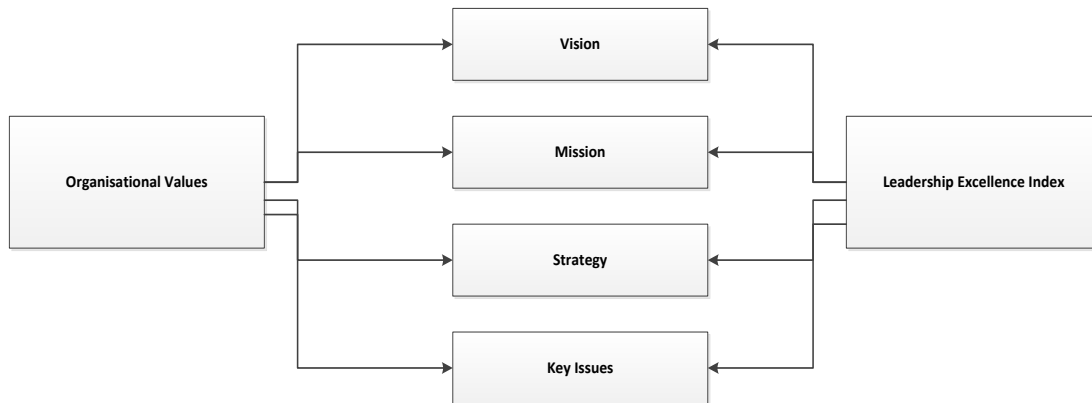 Vision
Mission
Organisational Values
Leadership Excellence Index
Strategy
Key Issues